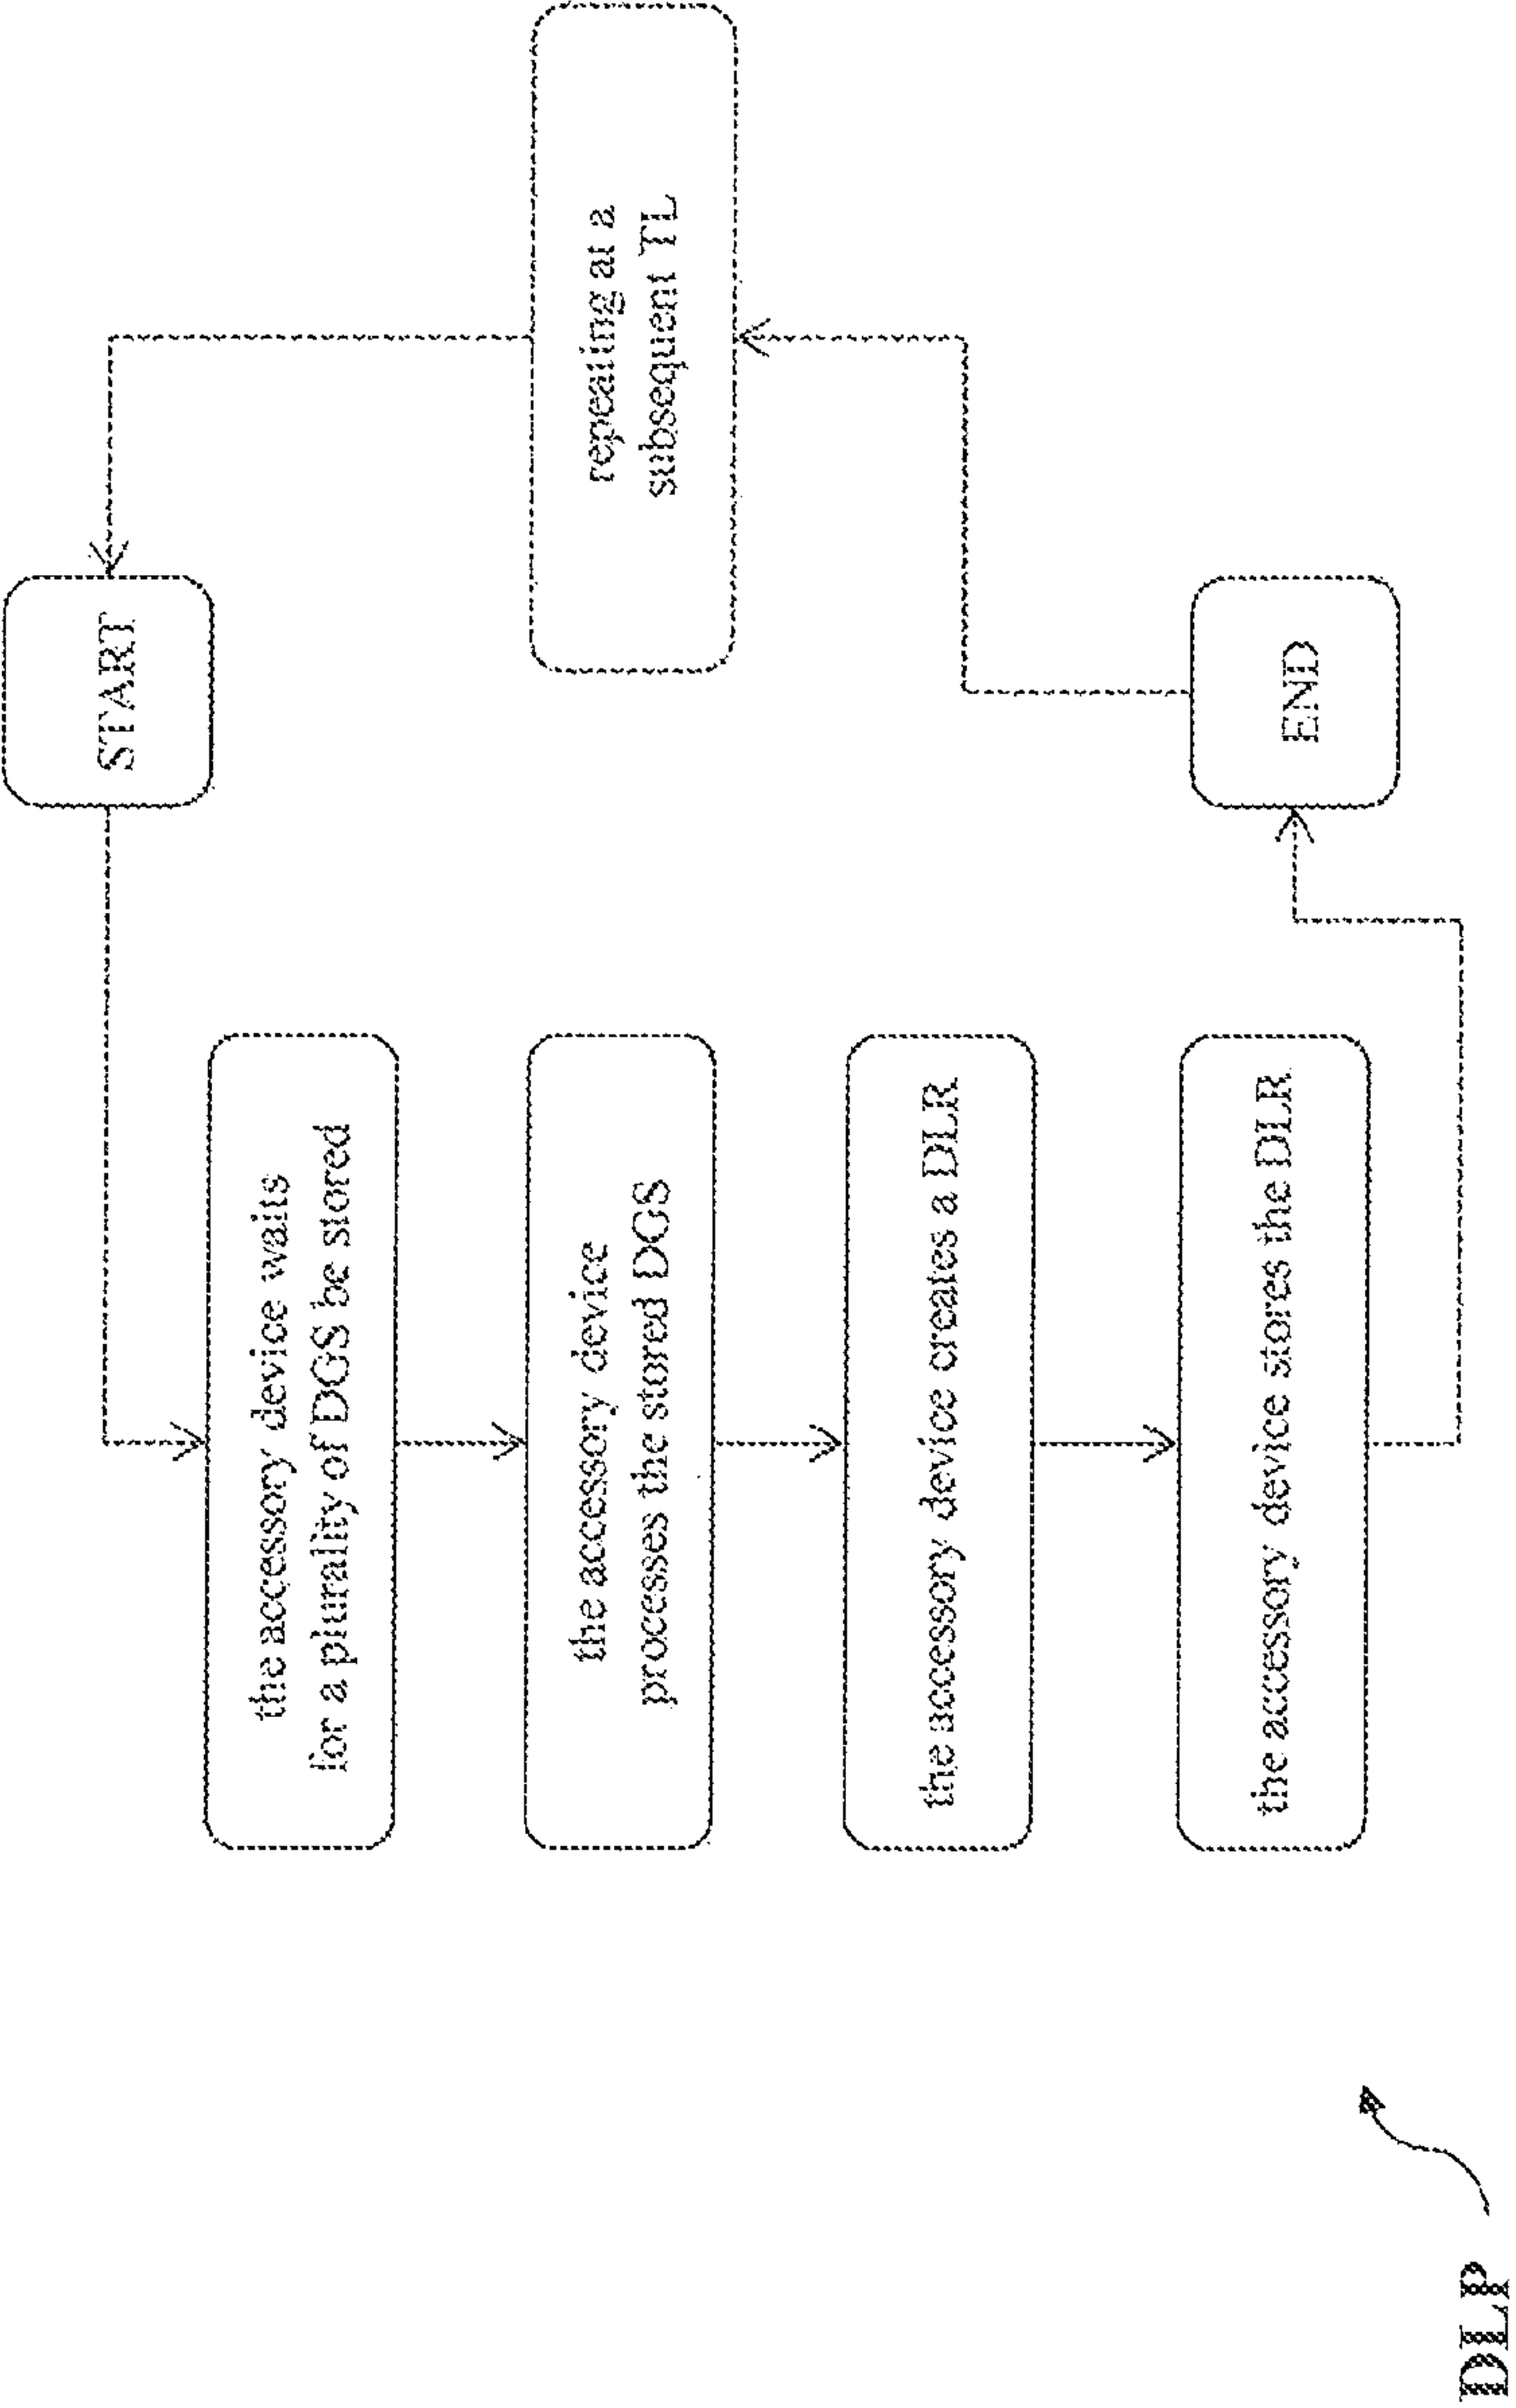 START
the accessory device waits
for a plurality of DGS be stored
the accessory device
processes the stored DGS
the accessory device creates a DLR
the accessory device stores the DLR
END
repeating at a
subsequent TL
DLP